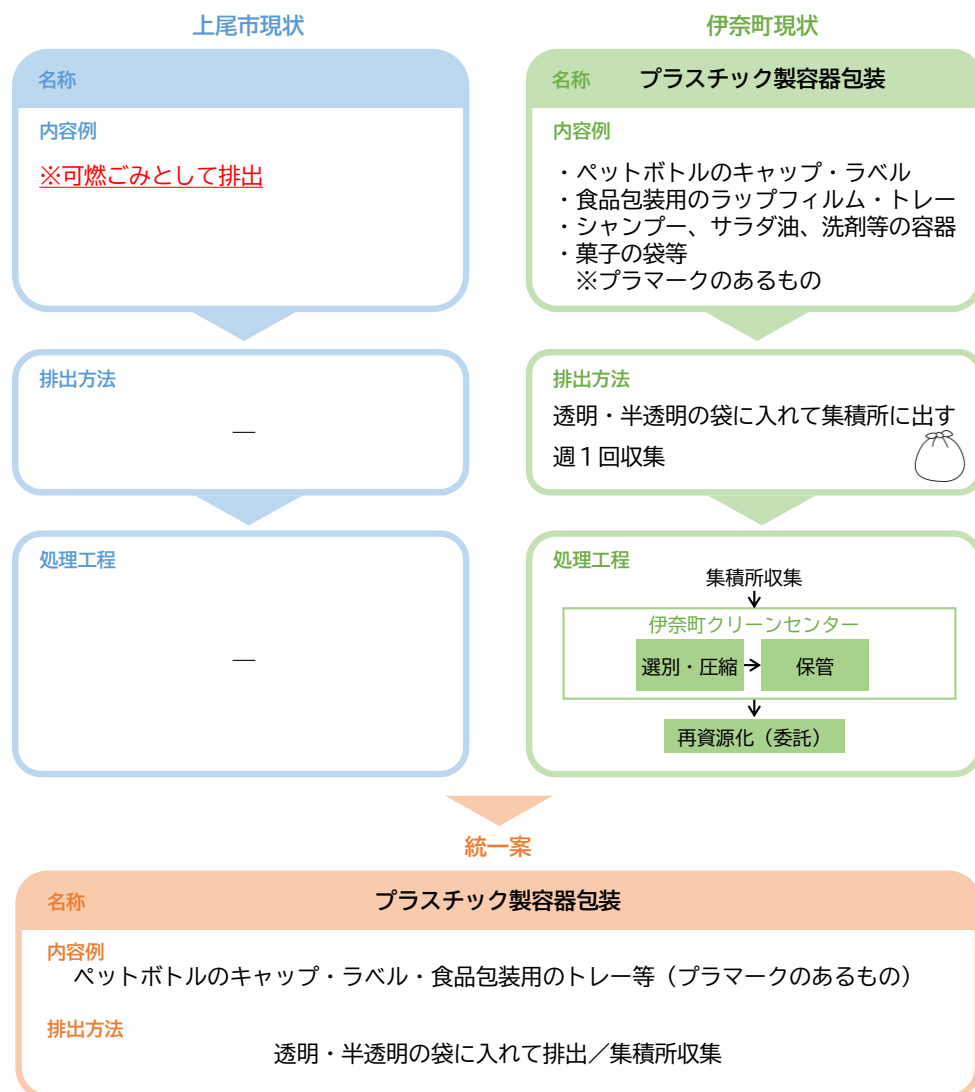 上尾市現状
名称
内容例
※可燃ごみとして排出
排出方法
―
処理工程
―
伊奈町現状
名称 プラスチック製容器包装
内容例
・ペットボトルのキャップ・ラベル
・食品包装用のラップフィルム・トレー
・シャンプー、サラダ油、洗剤等の容器
・菓子の袋等
※プラマークのあるもの
排出方法
透明・半透明の袋に入れて集積所に出す
週１回収集
処理工程
集積所収集
伊奈町クリーンセンター
選別・圧縮
保管
再資源化（委託）
統一案
名称 プラスチック製容器包装
内容例
ペットボトルのキャップ・ラベル・食品包装用のトレー等（プラマークのあるもの）
排出方法
透明・半透明の袋に入れて排出／集積所収集